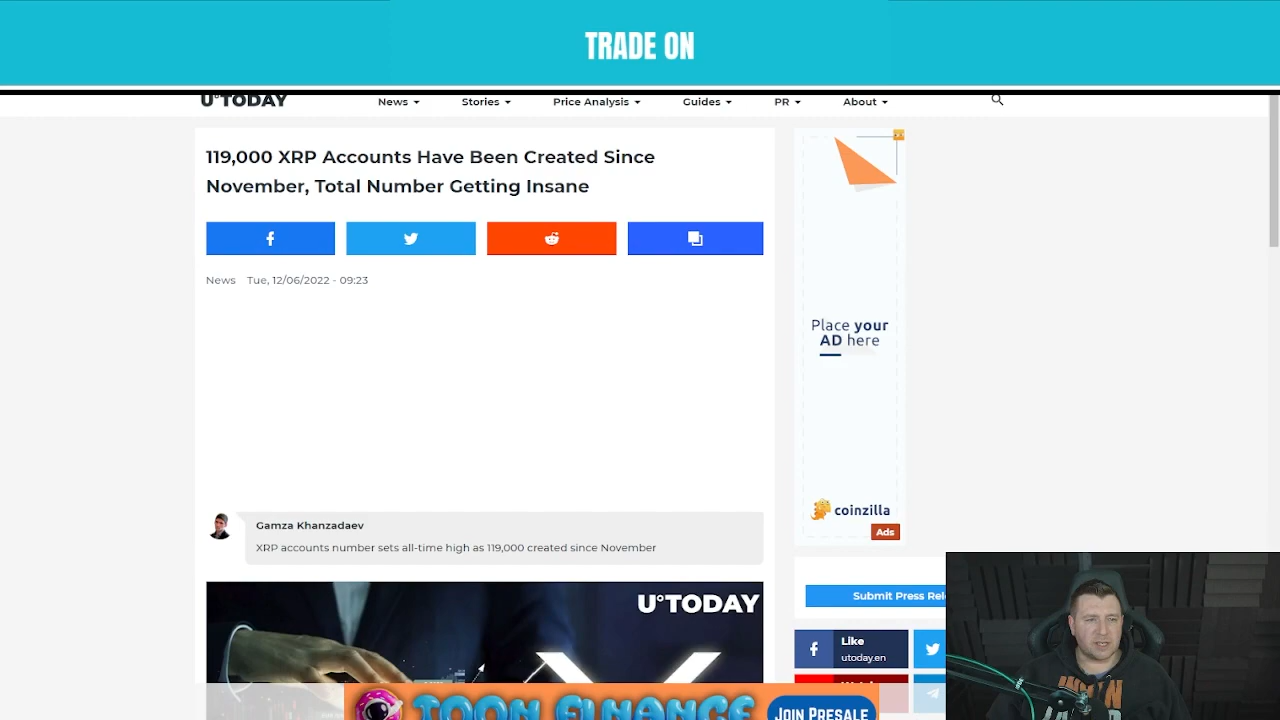 TRADE ON
U°TODAY
News
Stories
Price Analysis
Guides
PR
About
119,000 XRP Accounts Have Been Created Since
November, Total Number Getting Insane
News Tue, 12/06/2022 - 09:23
Gamza Khanzadaev
XRP accounts number sets all-time high as 119,000 created since November
U°TODAY
Place your
AD here
coinzilla
Ads
Submit Press Rel
Like
utoday.en
TOON FINANCE
JOIN PRESALE